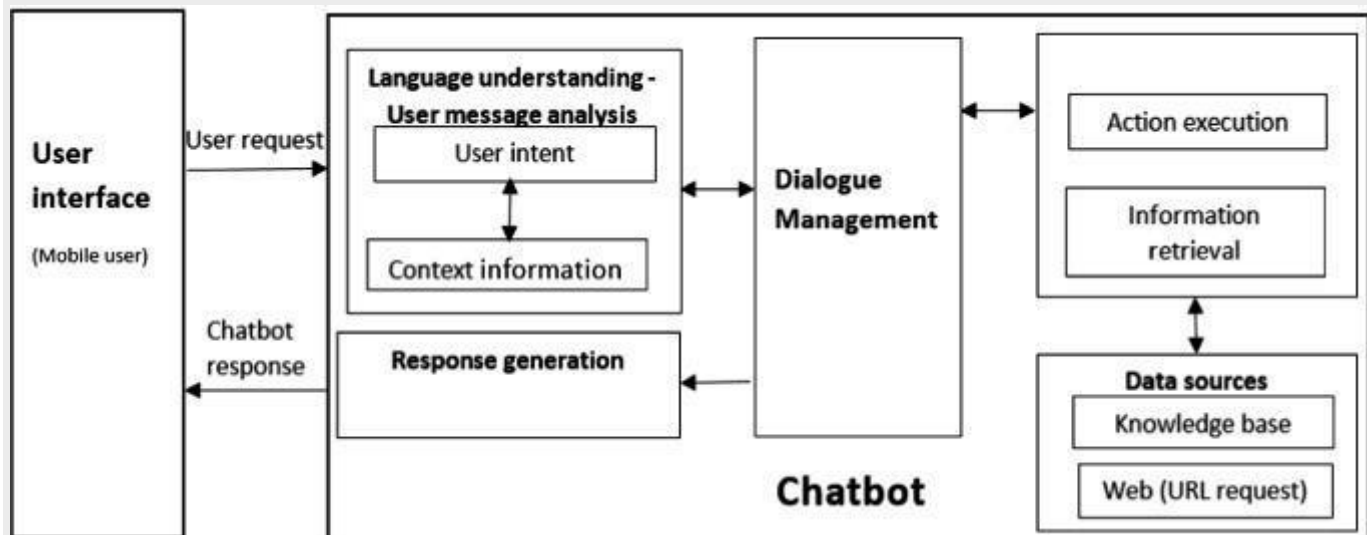 User
interface
(Mobile user)
User request
Chatbot
response
Language understanding -
User message analysis
User intent
Context information
Response generation
Dialogue
Management
Action execution
Information
retrieval
Data sources
Knowledge base
Web (URL request)
Chatbot